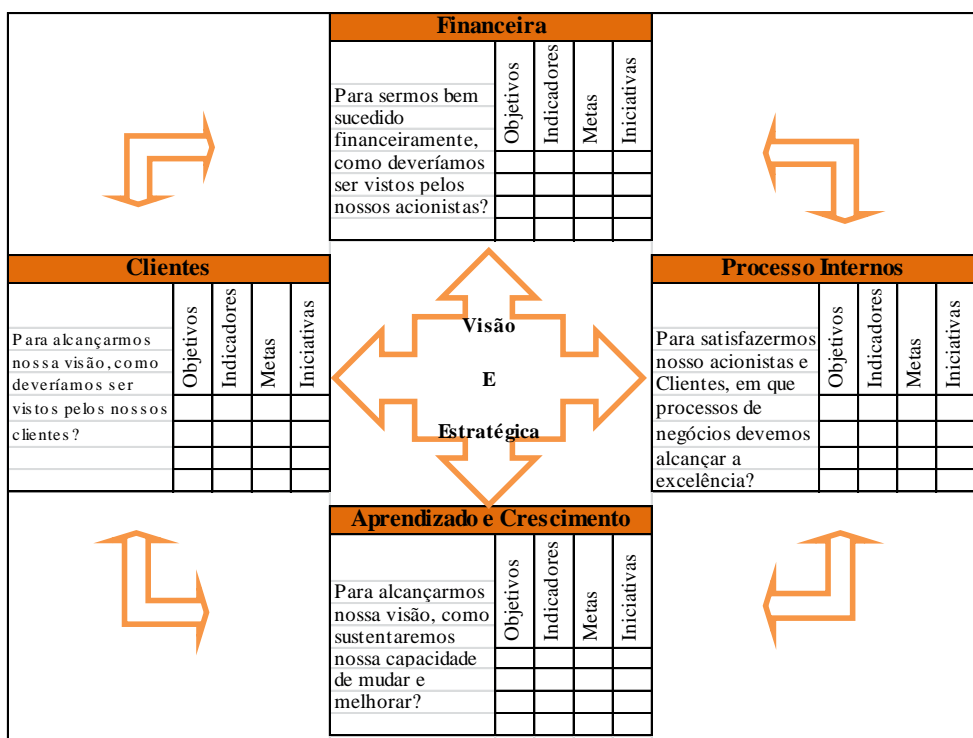 Financeira
Para sermos bem
sucedido
financeiramente,
como deveríamos
ser vistos pelos
nossos acionistas?
Objetivos
Indicadores
Metas
Iniciativas
Clientes
Para alcançarmos
nossa visão, como
deveríamos ser
vistos pelos nossos
clientes?
Objetivos
Indicadores
Metas
Iniciativas
Visão
E
Estratégica
Processo Internos
Para satisfazermos
nosso acionistas e
Clientes, em que
processos de
negócios devemos
alcançar a
excelência?
Objetivos
Indicadores
Metas
Iniciativas
Aprendizado e Crescimento
Para alcançarmos
nossa visão, como
sustentaremos
nossa capacidade
de mudar e
melhorar?
Objetivos
Indicadores
Metas
Iniciativas